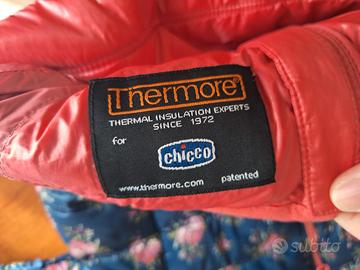 Thermore®
THERMAL INSULATION EXPERTS
SINCE 1972
for
chicco
www.thermore.com patented
subito